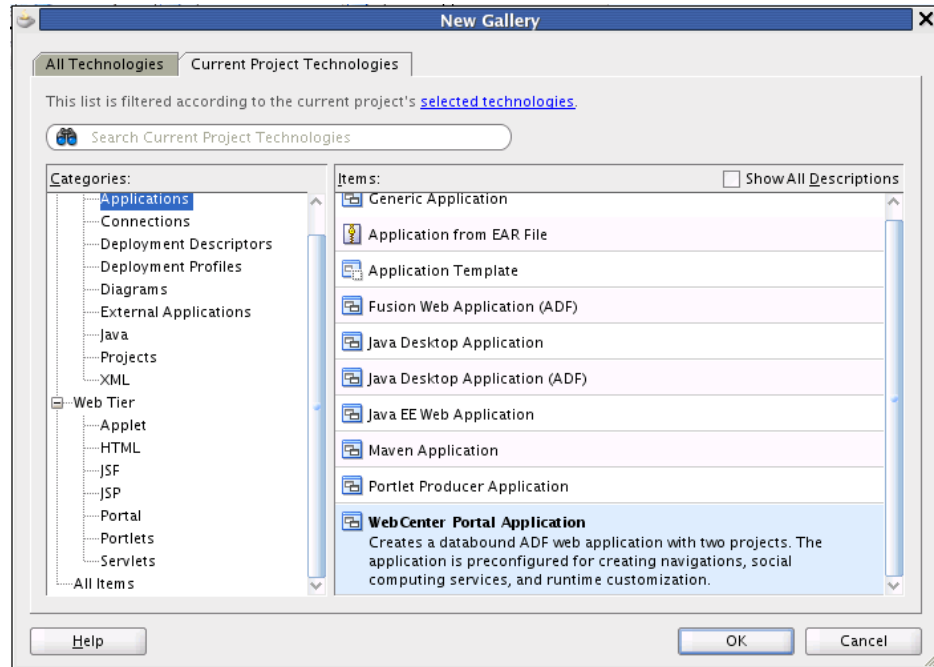 New Gallery
All Technologies
Current Project Technologies
This list is filtered according to the current project's selected technologies.
Search Current Project Technologies
Categories:
Applications
Connections
Deployment Descriptors
Deployment Profiles
Diagrams
External Applications
Java
Projects
XML
Web Tier
Applet
HTML
JSF
JSP
Portal
Portlets
Servlets
All Items
Items:
Show All Descriptions
Generic Application
Application from EAR File
Application Template
Fusion Web Application (ADF)
Java Desktop Application
Java Desktop Application (ADF)
Java EE Web Application
Maven Application
Portlet Producer Application
WebCenter Portal Application
Creates a databound ADF web application with two projects. The
application is preconfigured for creating navigations, social
computing services, and runtime customization.
Help
OK
Cancel